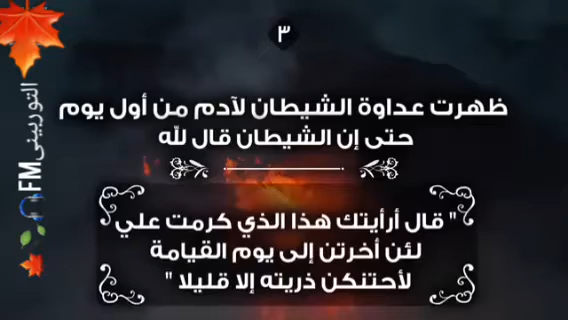 ٣
ظهرت عداوة الشيطان لآدم من أول يوم
حتى إن الشيطان قال لله
" قال أرأيتك هذا الذي كرمت علي
لئن أخرتن إلى يوم القيامة
لأحتنكن ذريته إلا قليلا "
التوربينى FM